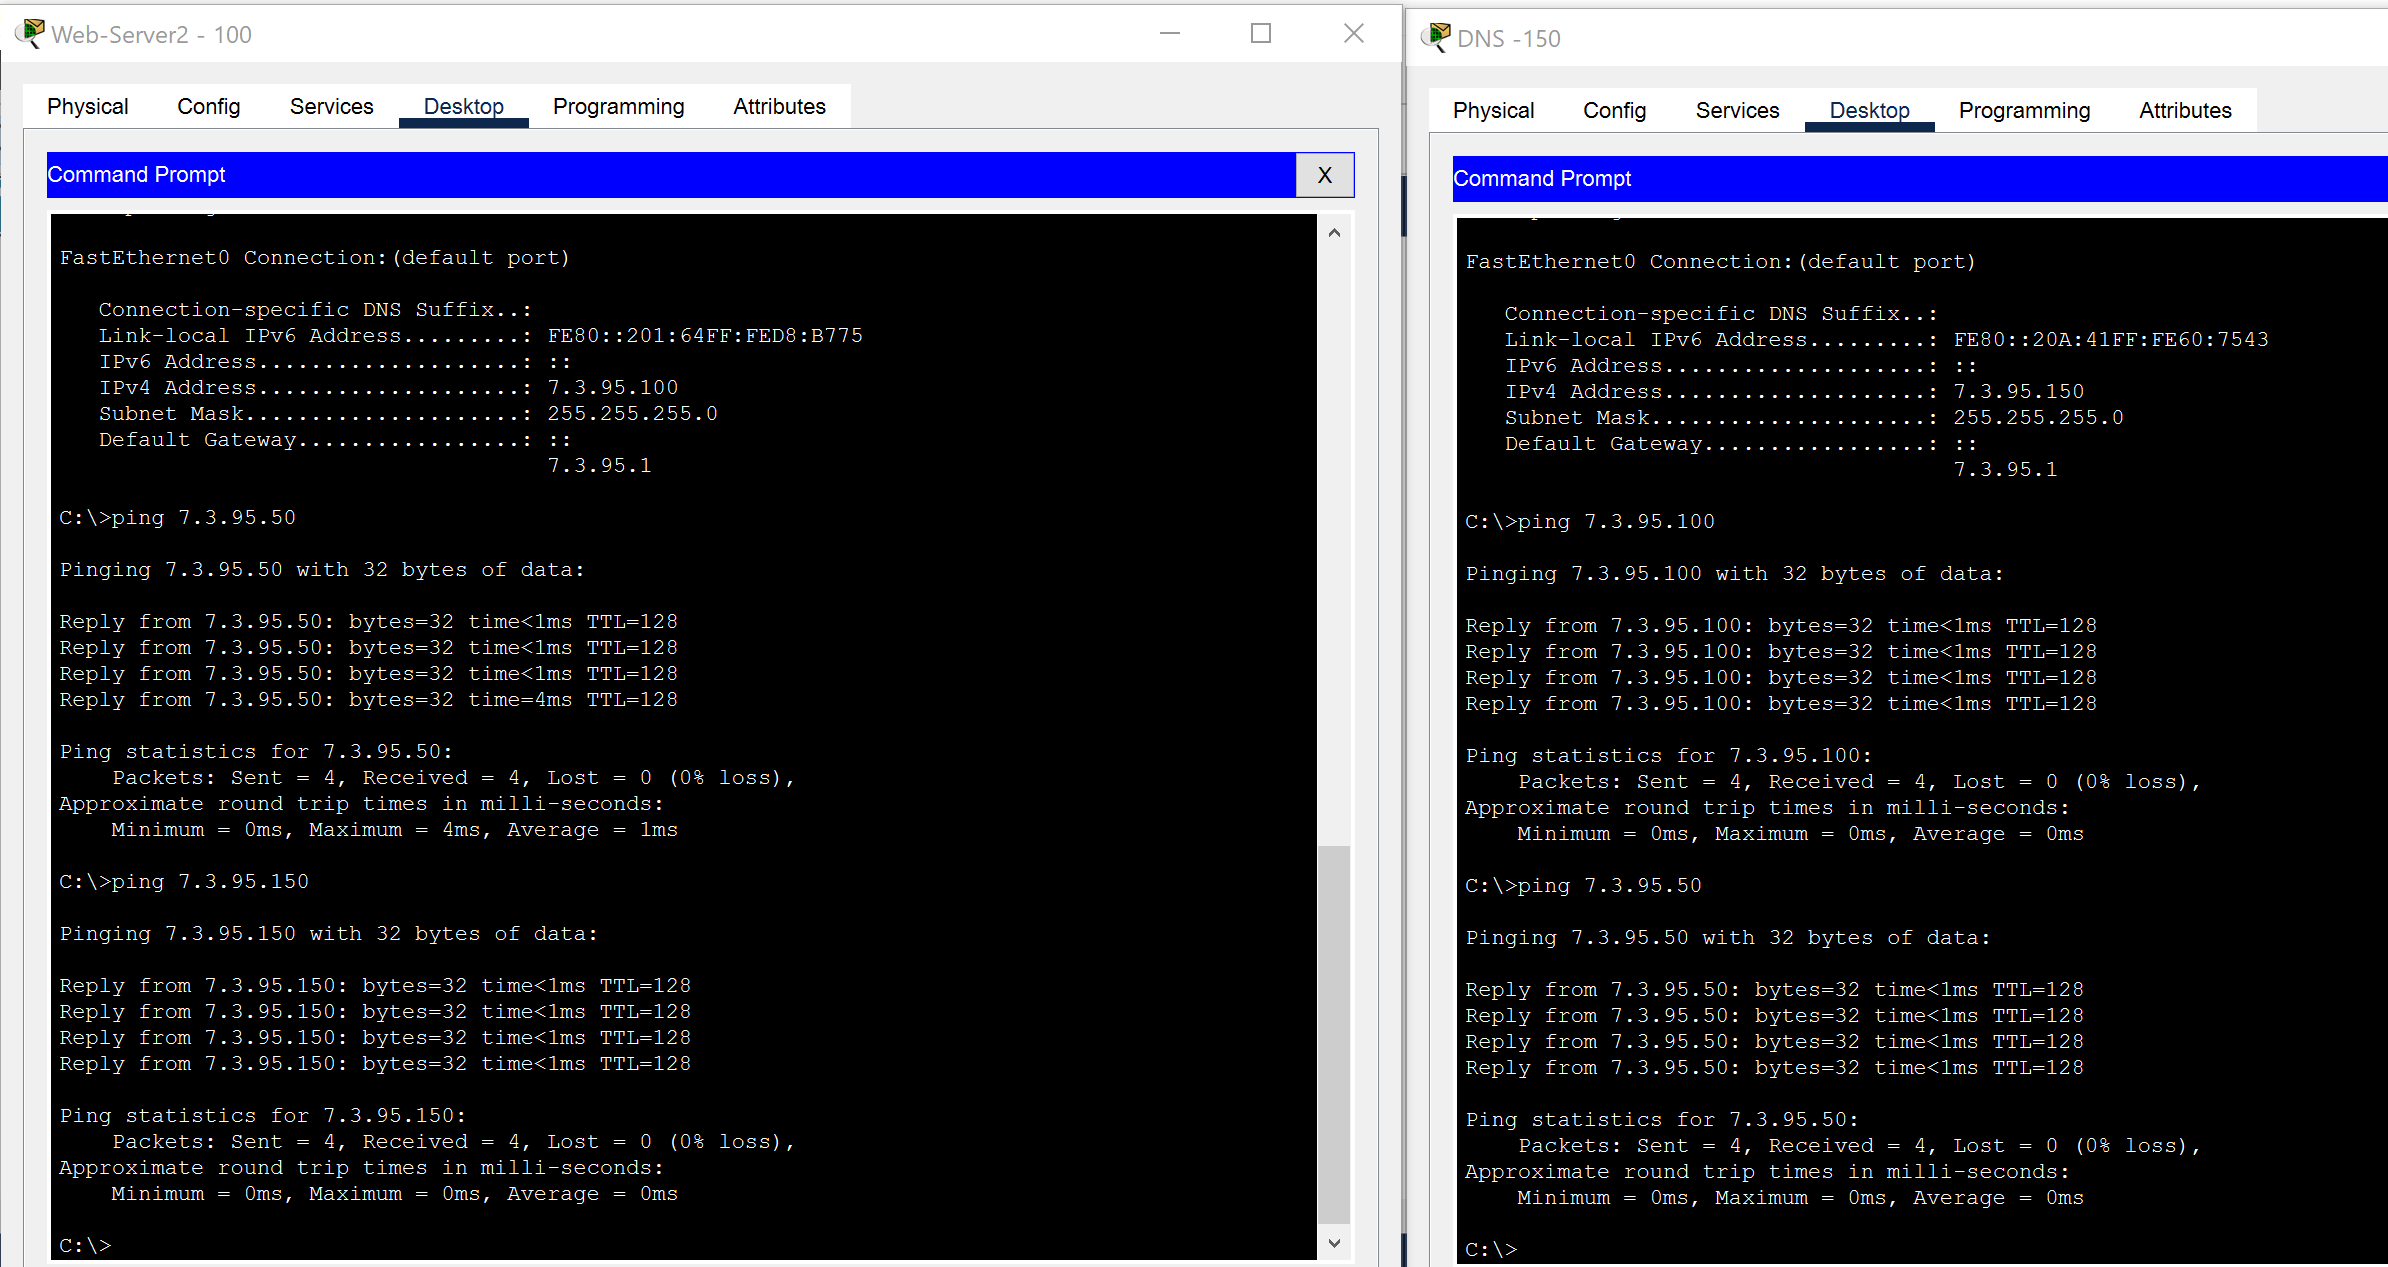 Web-Server2 - 100
Physical Config Services Desktop Programming Attributes
Command Prompt
X
FastEthernet0 Connection:(default port)
Connection-specific DNS Suffix..:
Link-local IPv6 Address.........: FE80::201:64FF:FED8:B775
IPv6 Address....................: ::
IPv4 Address....................: 7.3.95.100
Subnet Mask.....................: 255.255.255.0
Default Gateway.................: ::
7.3.95.1
C:\>ping 7.3.95.50
Pinging 7.3.95.50 with 32 bytes of data:
Reply from 7.3.95.50: bytes=32 time<1ms TTL=128
Reply from 7.3.95.50: bytes=32 time<1ms TTL=128
Reply from 7.3.95.50: bytes=32 time<1ms TTL=128
Reply from 7.3.95.50: bytes=32 time=4ms TTL=128
Ping statistics for 7.3.95.50:
Packets: Sent = 4, Received = 4, Lost = 0 (0% loss),
Approximate round trip times in milli-seconds:
Minimum = 0ms, Maximum = 4ms, Average = 1ms
C:\>ping 7.3.95.150
Pinging 7.3.95.150 with 32 bytes of data:
Reply from 7.3.95.150: bytes=32 time<1ms TTL=128
Reply from 7.3.95.150: bytes=32 time<1ms TTL=128
Reply from 7.3.95.150: bytes=32 time<1ms TTL=128
Reply from 7.3.95.150: bytes=32 time<1ms TTL=128
Ping statistics for 7.3.95.150:
Packets: Sent = 4, Received = 4, Lost = 0 (0% loss),
Approximate round trip times in milli-seconds:
Minimum = 0ms, Maximum = 0ms, Average = 0ms
C:\>
DNS -150
Physical Config Services Desktop Programming Attributes
Command Prompt
FastEthernet0 Connection:(default port)
Connection-specific DNS Suffix..:
Link-local IPv6 Address.........: FE80::20A:41FF:FE60:7543
IPv6 Address....................: ::
IPv4 Address....................: 7.3.95.150
Subnet Mask.....................: 255.255.255.0
Default Gateway.................: ::
7.3.95.1
C:\>ping 7.3.95.100
Pinging 7.3.95.100 with 32 bytes of data:
Reply from 7.3.95.100: bytes=32 time<1ms TTL=128
Reply from 7.3.95.100: bytes=32 time<1ms TTL=128
Reply from 7.3.95.100: bytes=32 time<1ms TTL=128
Reply from 7.3.95.100: bytes=32 time<1ms TTL=128
Ping statistics for 7.3.95.100:
Packets: Sent = 4, Received = 4, Lost = 0 (0% loss),
Approximate round trip times in milli-seconds:
Minimum = 0ms, Maximum = 0ms, Average = 0ms
C:\>ping 7.3.95.50
Pinging 7.3.95.50 with 32 bytes of data:
Reply from 7.3.95.50: bytes=32 time<1ms TTL=128
Reply from 7.3.95.50: bytes=32 time<1ms TTL=128
Reply from 7.3.95.50: bytes=32 time<1ms TTL=128
Reply from 7.3.95.50: bytes=32 time<1ms TTL=128
Ping statistics for 7.3.95.50:
Packets: Sent = 4, Received = 4, Lost = 0 (0% loss),
Approximate round trip times in milli-seconds:
Minimum = 0ms, Maximum = 0ms, Average = 0ms
C:\>